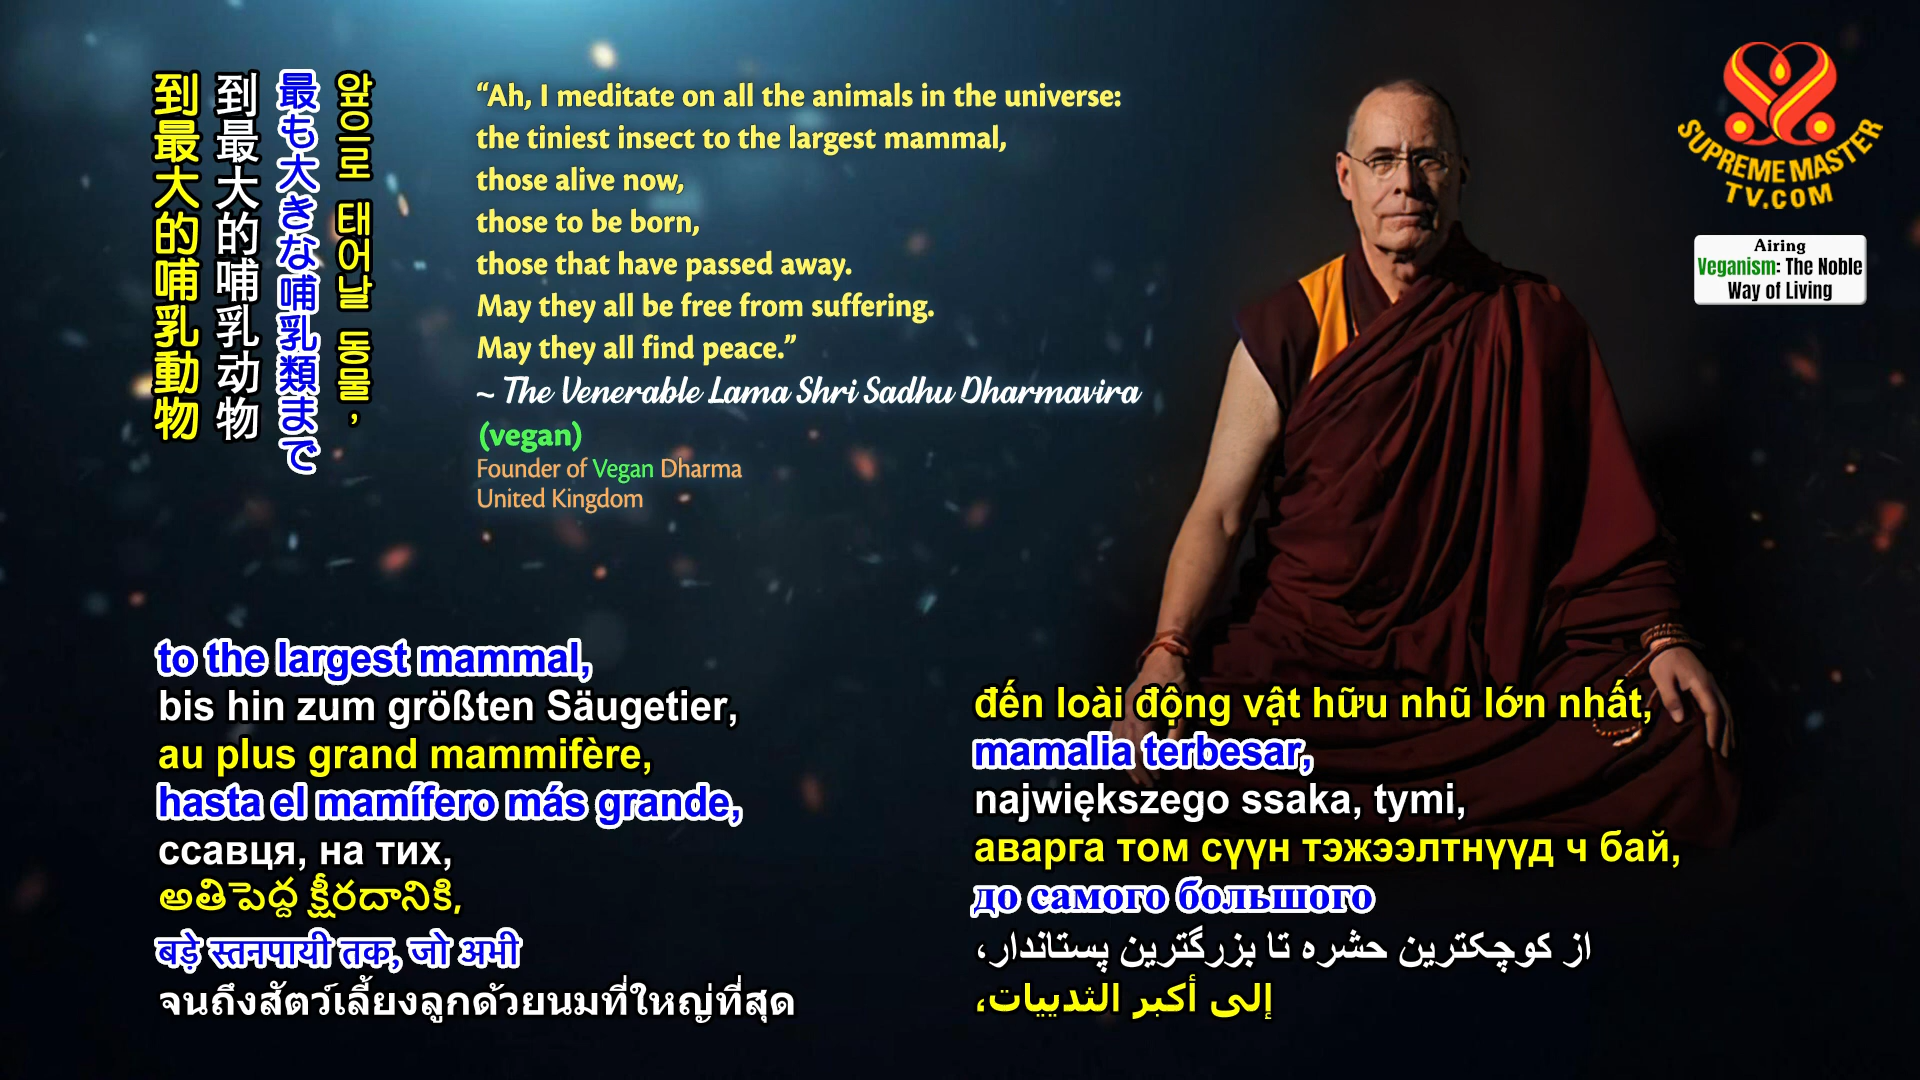 到最大的哺乳動物
到最大的哺乳动物
最も大きな哺乳類まで
앞으로 태어날 동물,
“Ah, I meditate on all the animals in the universe:
the tiniest insect to the largest mammal,
those alive now,
those to be born,
those that have passed away.
May they all be free from suffering.
May they all find peace.”
~ The Venerable Lama Shri Sadhu Dharmavira
(vegan)
Founder of Vegan Dharma
United Kingdom
SUPREME MASTER
TV.COM
Airing
Veganism: The Noble
Way of Living
to the largest mammal,
bis hin zum größten Säugetier,
au plus grand mammifère,
hasta el mamífero más grande,
ссавця, на тих,
అతిపెద్ద క్షీరదానికి,
बड़े स्तनपायी तक, जो अभी
จนถึงสัตว์เลี้ยงลูกด้วยนมที่ใหญ่ที่สุด
đến loài động vật hữu nhũ lớn nhất,
mamalia terbesar,
największego ssaka, tymi,
аварга том сүүн тэжээлтнүүд ч бай,
до самого большого
از کوچکترین حشره تا بزرگترین پستاندار،
إلى أكبر الثدييات،